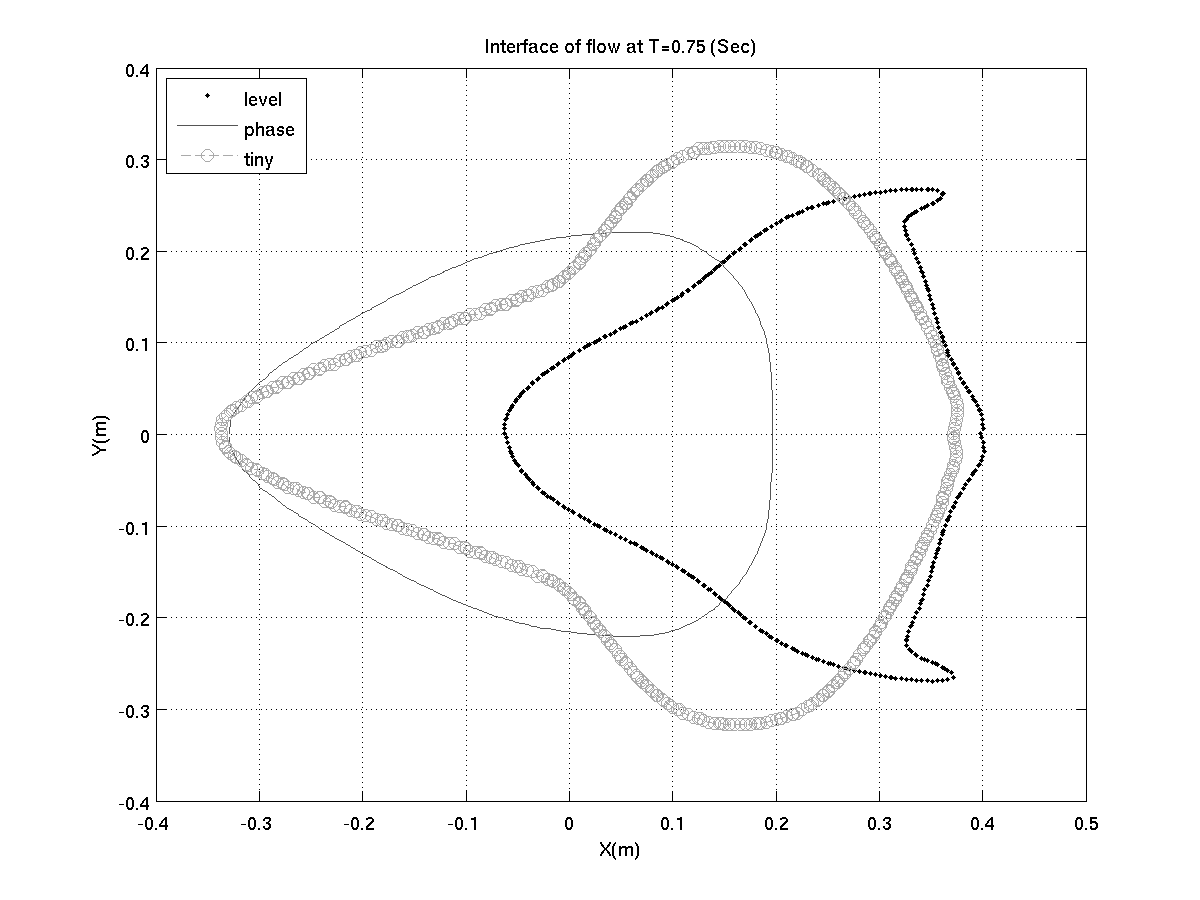 Interface of flow at T=0.75 (Sec)
level
phase
tiny
0.4
0.3
0.2
0.1
0
-0.1
-0.2
-0.3
-0.4
Y(m)
-0.4 -0.3 -0.2 -0.1 0 0.1 0.2 0.3 0.4 0.5
X(m)